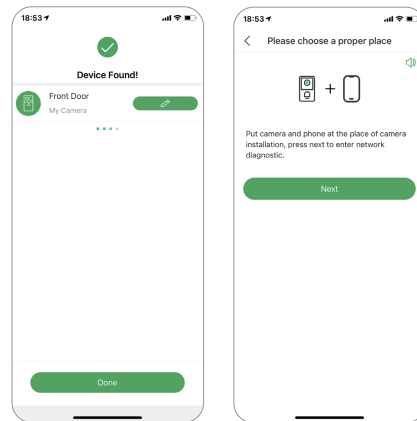 18:53
Device Found!
Front Door
My Camera
Done
18:53
Please choose a proper place
+
Put camera and phone at the place of camera
installation, press next to enter network
diagnostic.
Next